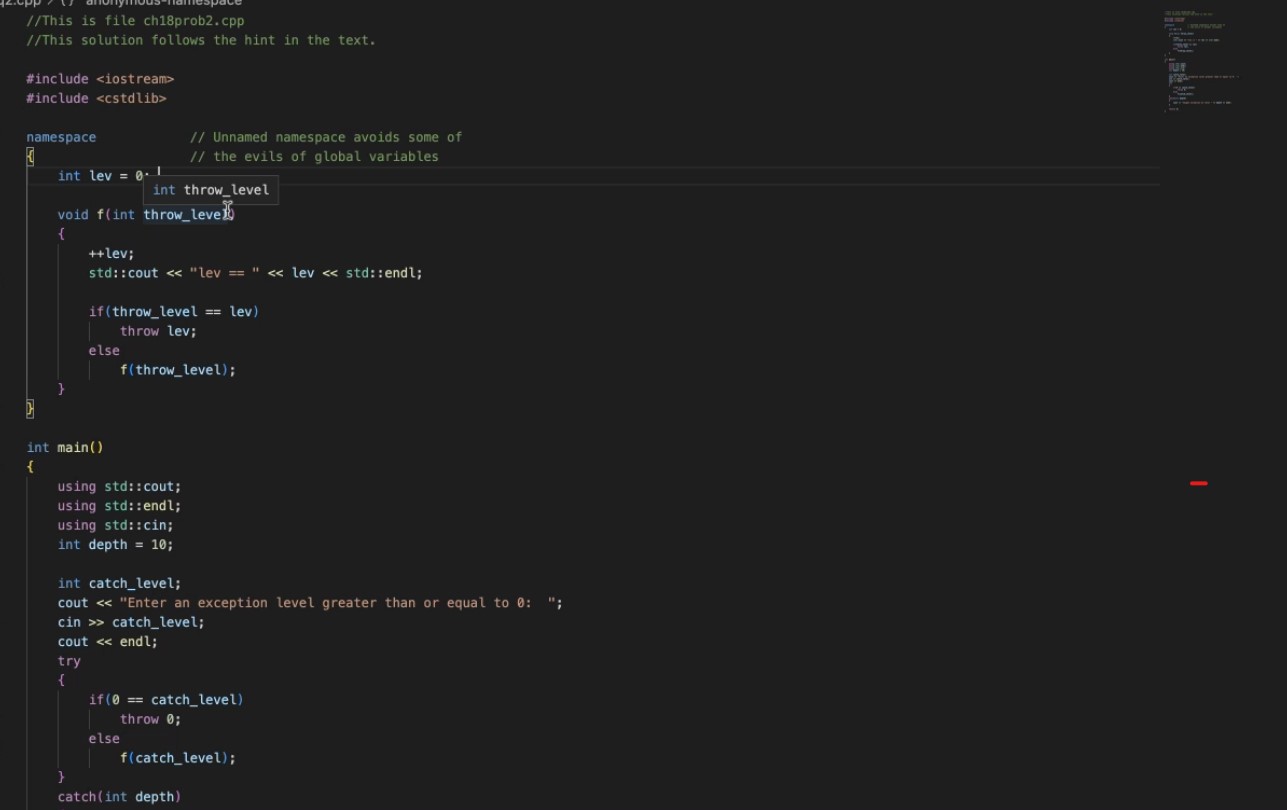 q2.cpp > {} anonymous-namespace
//This is file ch18prob2.cpp
//This solution follows the hint in the text.
#include <iostream>
#include <cstdlib>
namespace            // Unnamed namespace avoids some of
{                    // the evils of global variables
    int lev = 0;
int throw_level
    void f(int throw_level)
    {
        ++lev;
        std::cout << "lev == " << lev << std::endl;
        if(throw_level == lev)
            throw lev;
        else
            f(throw_level);
    }
}
int main()
{
    using std::cout;
    using std::endl;
    using std::cin;
    int depth = 10;
    int catch_level;
    cout << "Enter an exception level greater than or equal to 0:  ";
    cin >> catch_level;
    cout << endl;
    try
    {
        if(0 == catch_level)
            throw 0;
        else
            f(catch_level);
    }
    catch(int depth)